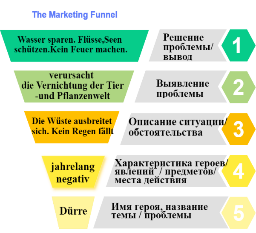 The Marketing Funnel
Wasser sparen. Flüsse,Seen
schützen.Kein Feuer machen.
Решение
проблемы/
вывод
1
verursacht
die Vernichtung der Tier
-und Pflanzenwelt
Выявление
проблемы
2
Die Wüste ausbreitet
sich. Kein Regen fällt
Описание ситуации/
обстоятельства
3
jahrelang
negativ
Характеристика героев/
явлений / предметов/
места действия
4
Dürre
Имя героя, название
темы / проблемы
5